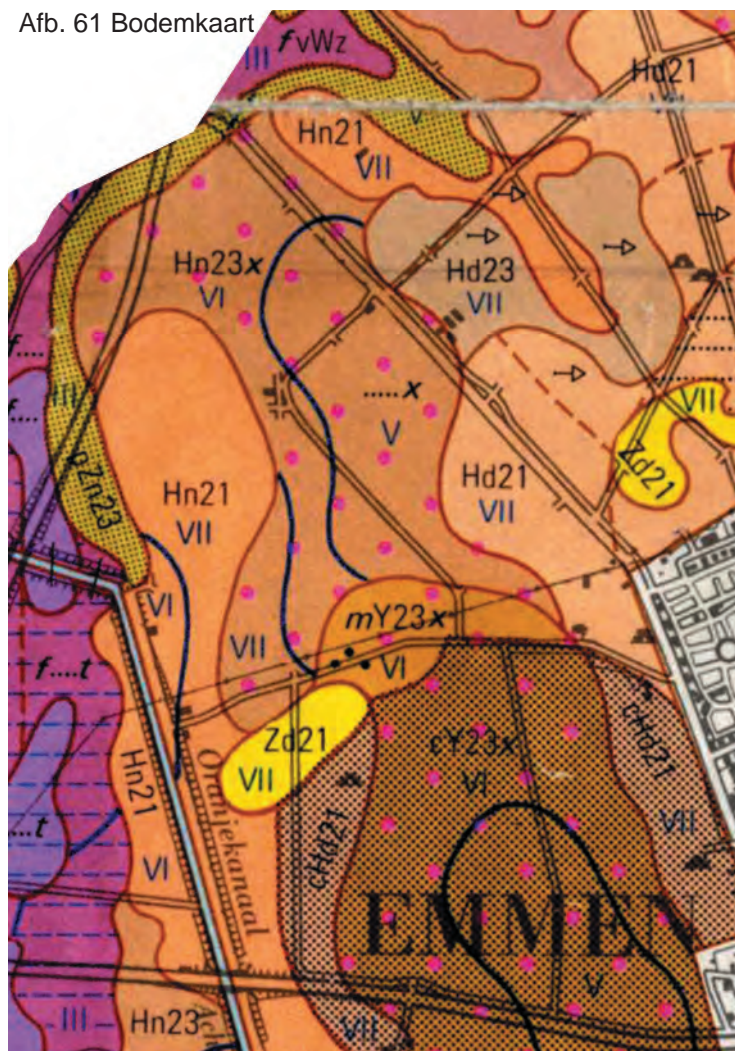 Afb. 61 Bodemkaart
fvWz
III
Hd21
V
Hn21
VII
Hn23x
VI
Hd23
VII
f....
.....x
V
III
f....
VII
Zd21
gZn23
Hn21
VII
Hd21
VII
VI
mY23x
VI
VII
f....t
Zd21
VII
cY23x
VI
cHd21
VII
Hn21
VI
Oranjekanaal
cHd21
...t
EMMEN
V
III
Hn23
VII